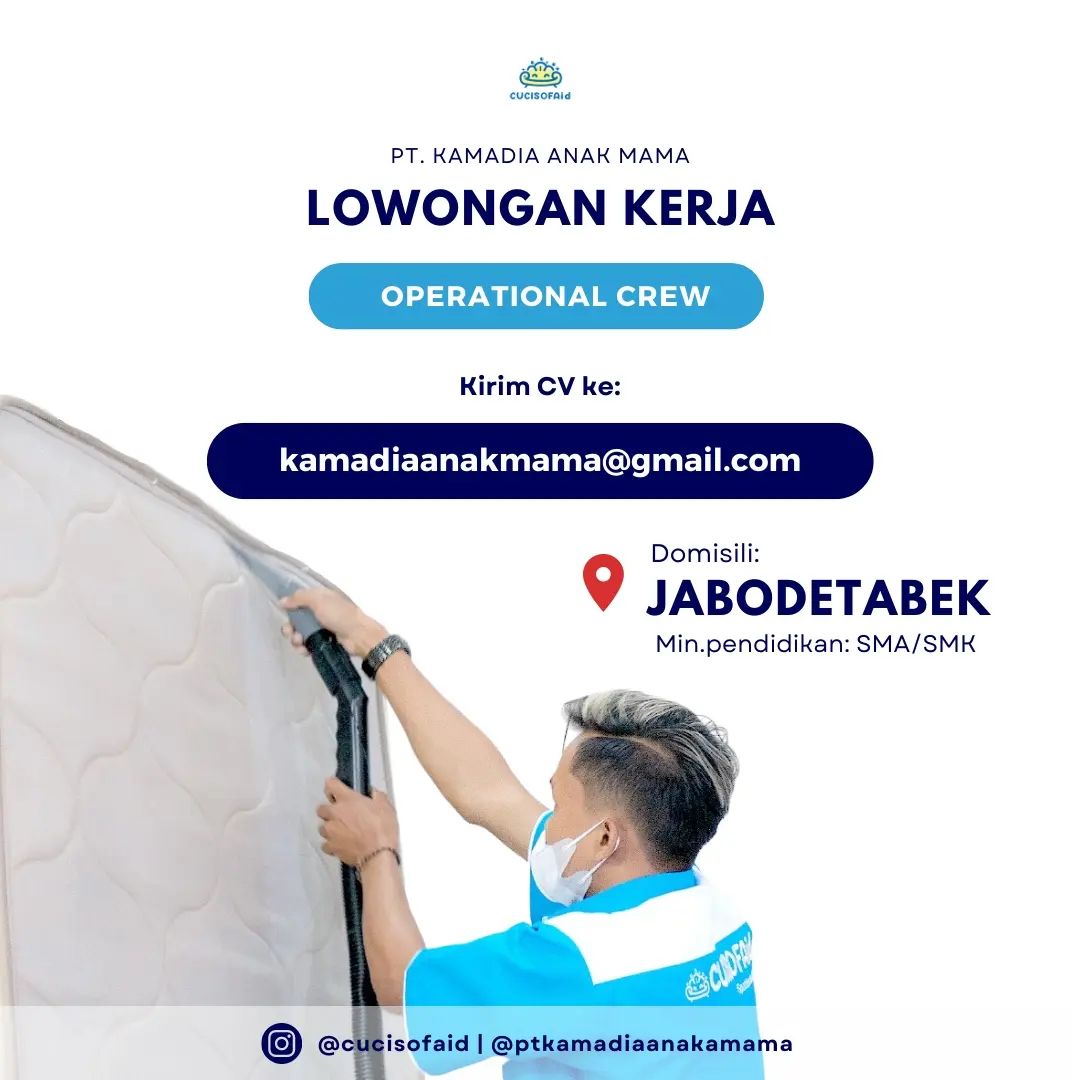 CUCISOFAid
PT. KAMADIA ANAK MAMA
LOWONGAN KERJA
OPERATIONAL CREW
Kirim CV ke:
kamadiaanakmama@gmail.com
Domisili:
JABODETABEK
Min.pendidikan: SMA/SMK
@cucisofaid | @ptkamadiaanakamama